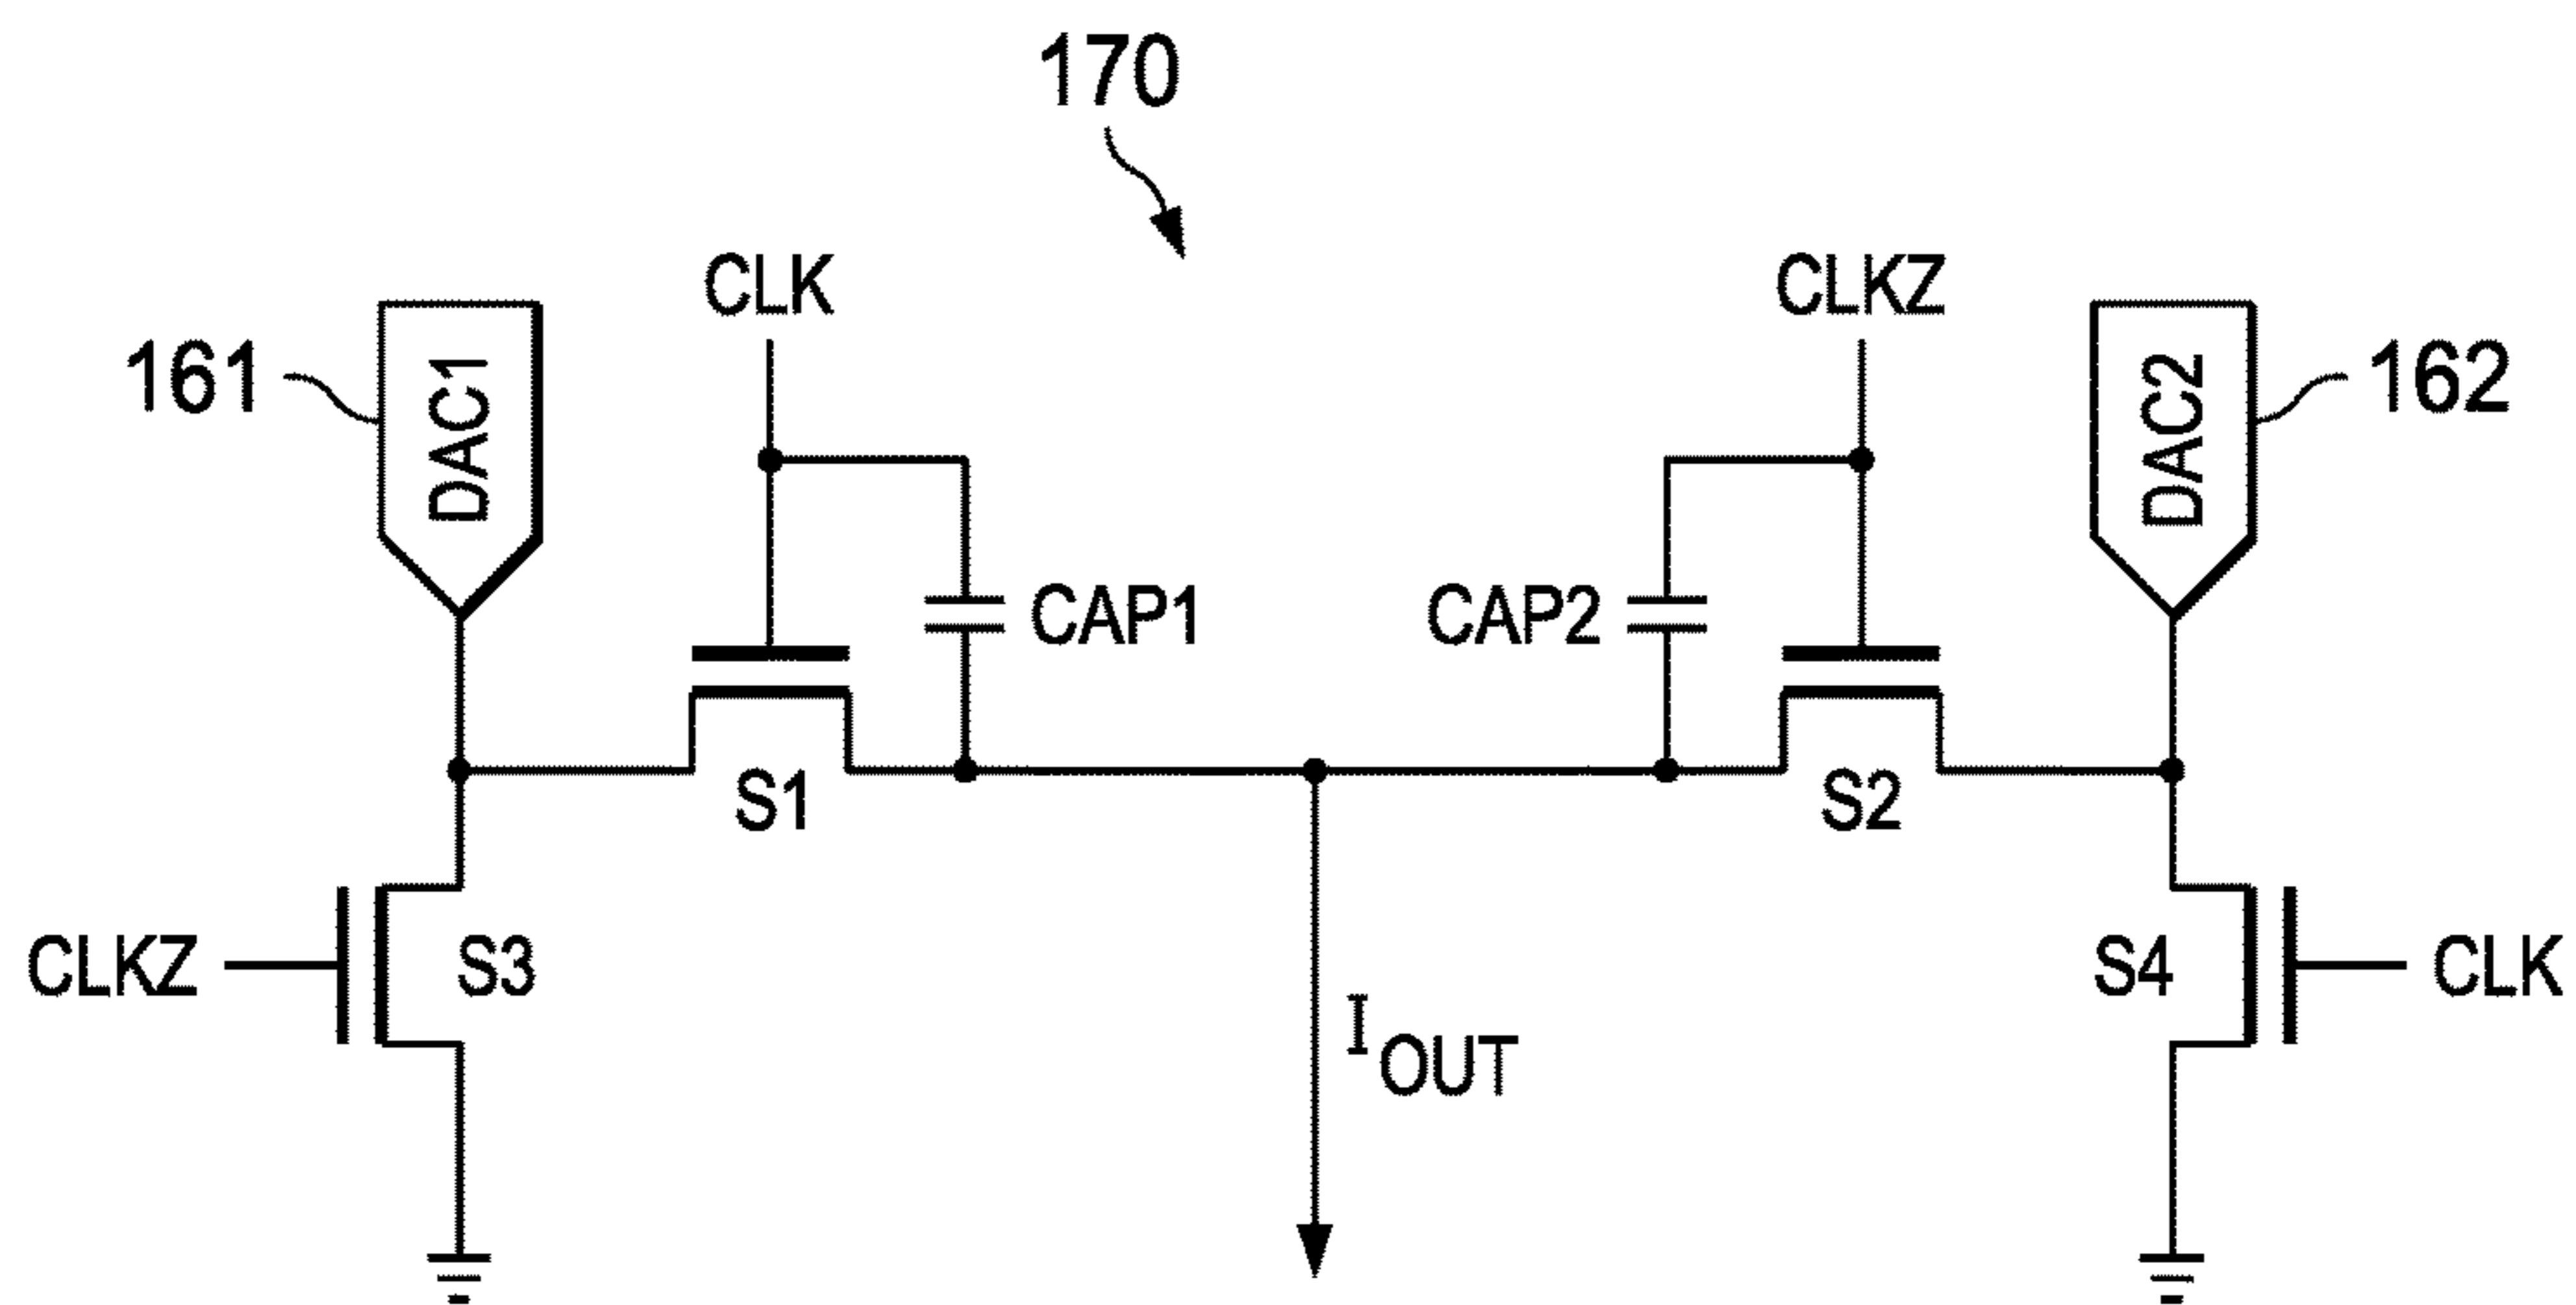 170
CLK
CLKZ
161
DAC1
DAC2
162
CAP1
CAP2
S1
S2
CLKZ
S3
S4
CLK
IOUT